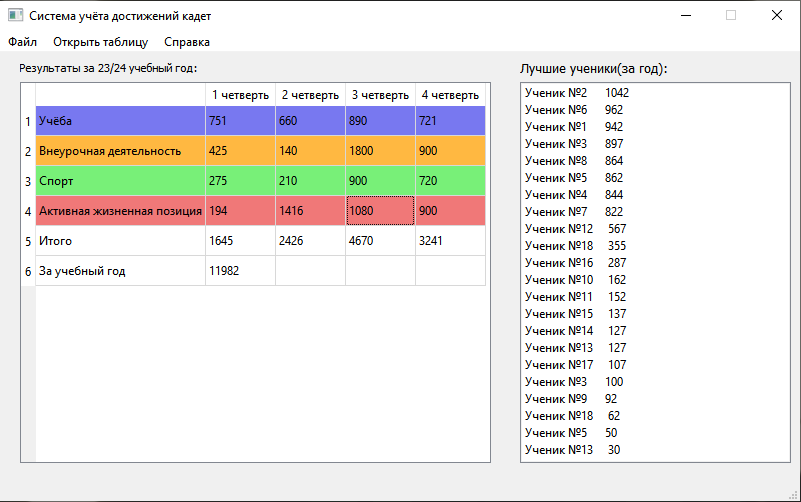 Система учёта достижений кадет
Файл Открыть таблицу Справка
Результаты за 23/24 учебный год:
1 четверть 2 четверть 3 четверть 4 четверть
1 Учёба 751 660 890 721
2 Внеурочная деятельность 425 140 1800 900
3 Спорт 275 210 900 720
4 Активная жизненная позиция 194 1416 1080 900
5 Итого 1645 2426 4670 3241
6 За учебный год 11982
Лучшие ученики(за год):
Ученик №2 1042
Ученик №6 962
Ученик №1 942
Ученик №3 897
Ученик №8 864
Ученик №5 862
Ученик №4 844
Ученик №7 822
Ученик №12 567
Ученик №18 355
Ученик №16 287
Ученик №10 162
Ученик №11 152
Ученик №15 137
Ученик №14 127
Ученик №13 127
Ученик №17 107
Ученик №3 100
Ученик №9 92
Ученик №18 62
Ученик №5 50
Ученик №13 30